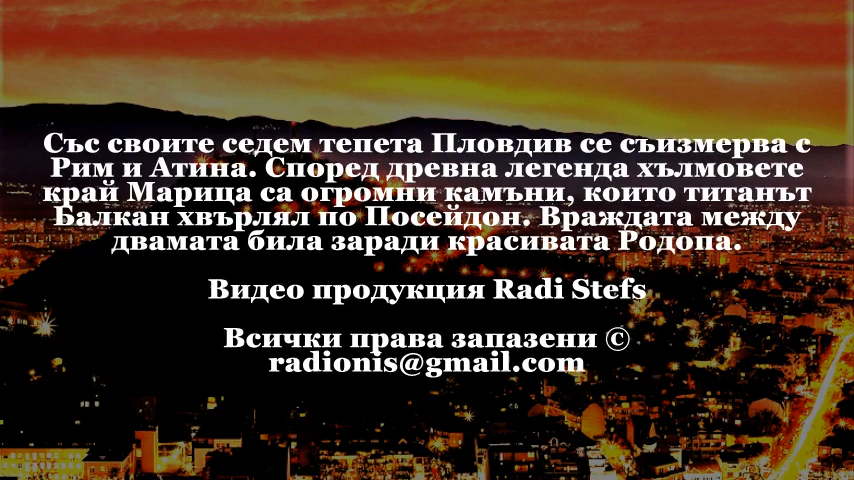 Със своите седем тепета Пловдив се съизмерва с
Рим и Атина. Според древна легенда хълмовете
край Марица са огромни камъни, които титанът
Балкан хвърлял по Посейдон. Враждата между
двамата била заради красивата Родопа.
Видео продукция Radi Stefs
Всички права запазени ©
radionis@gmail.com